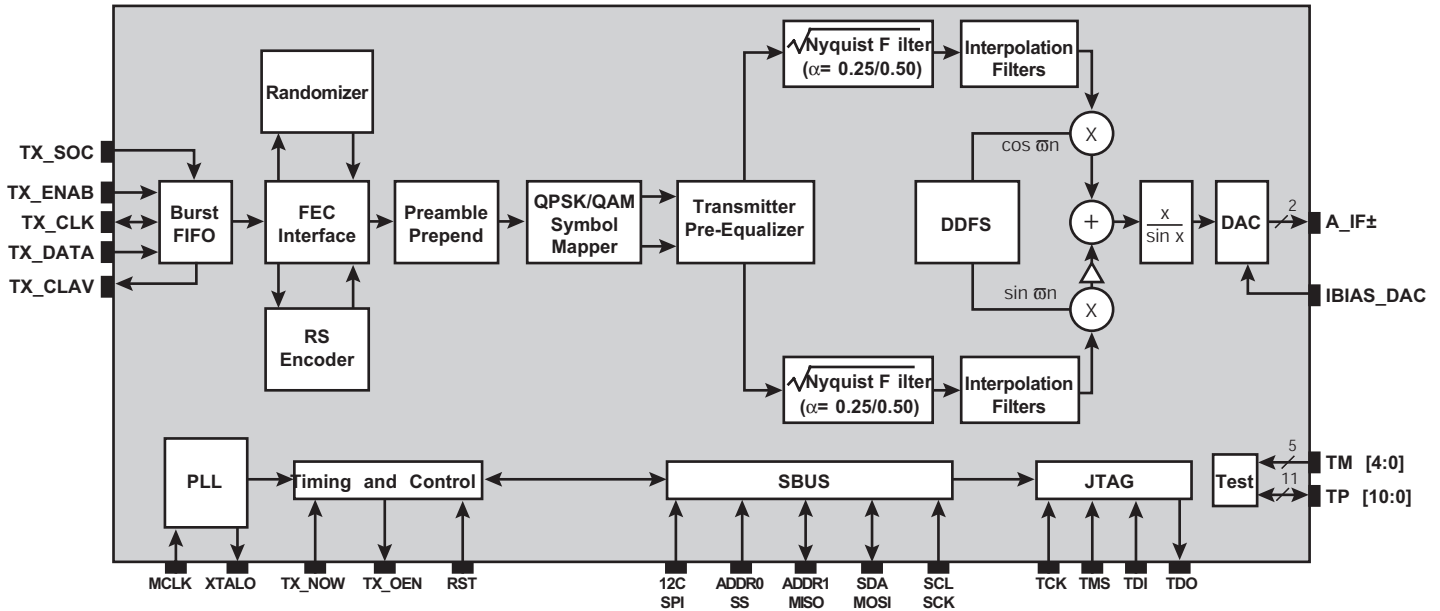 Nyquist F ilter
(α= 0.25/0.50)
Interpolation
Filters
Randomizer
TX_SOC
TX_ENAB
TX_CLK
TX_DATA
TX_CLAV
Burst
FIFO
FEC
Interface
Preamble
Prepend
QPSK/QAM
Symbol
Mapper
Transmitter
Pre-Equalizer
DDFS
cos ϖn
sin ϖn
X
+
X
x
sin x
DAC
2
A_IF±
IBIAS_DAC
RS
Encoder
Nyquist F ilter
(α= 0.25/0.50)
Interpolation
Filters
PLL
Timing and Control
SBUS
JTAG
Test
5
TM [4:0]
11
TP [10:0]
MCLK
XTALO
TX_NOW
TX_OEN
RST
12C
SPI
ADDR0
SS
ADDR1
MISO
SDA
MOSI
SCL
SCK
TCK
TMS
TDI
TDO